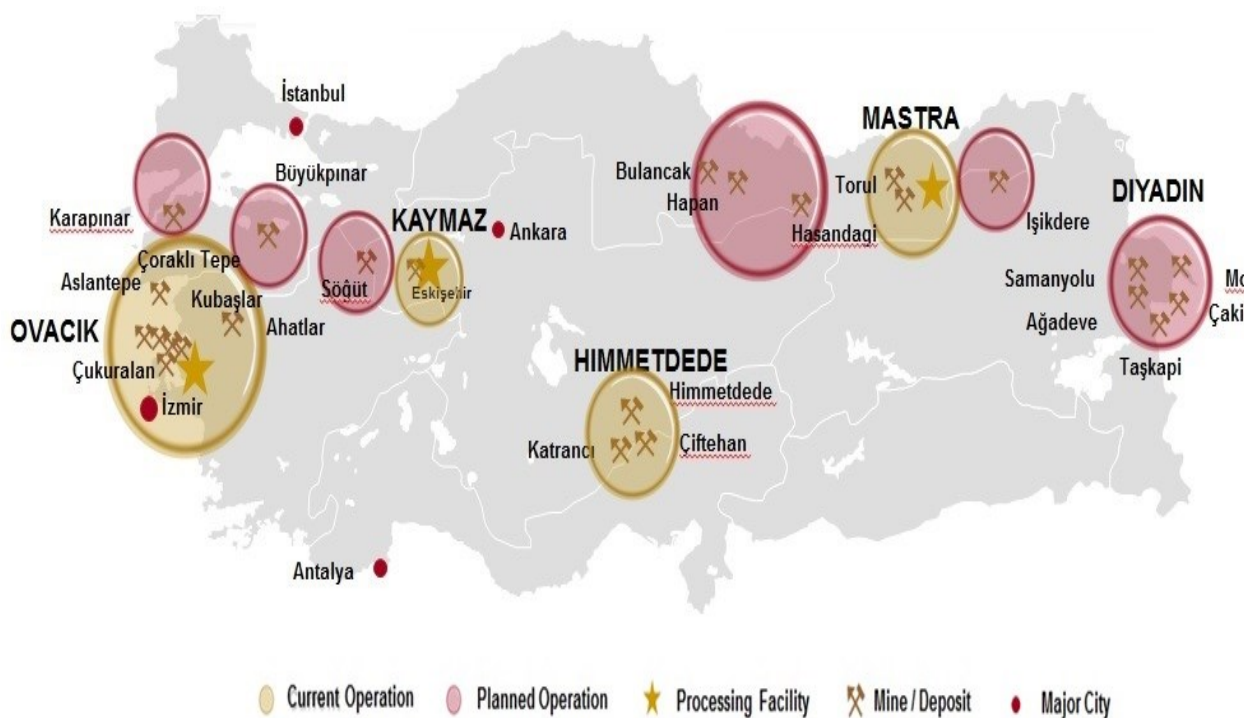 İstanbul
Büyükpınar
Karapınar
Çoraklı Tepe
Aslantepe
Kubaşlar
OVACIK
Ahatlar
Çukuralan
İzmir
Söğüt
KAYMAZ
Eskişehir
Ankara
Antalya
Bulancak
Hapan
Hasandagi
MASTRA
Torul
Işikdere
DIYADIN
Samanyolu
Ağadeve
Taşkapi
HIMMETDEDE
Himmetdede
Katrancı
Çiftehan
Current Operation
Planned Operation
Processing Facility
Mine / Deposit
Major City